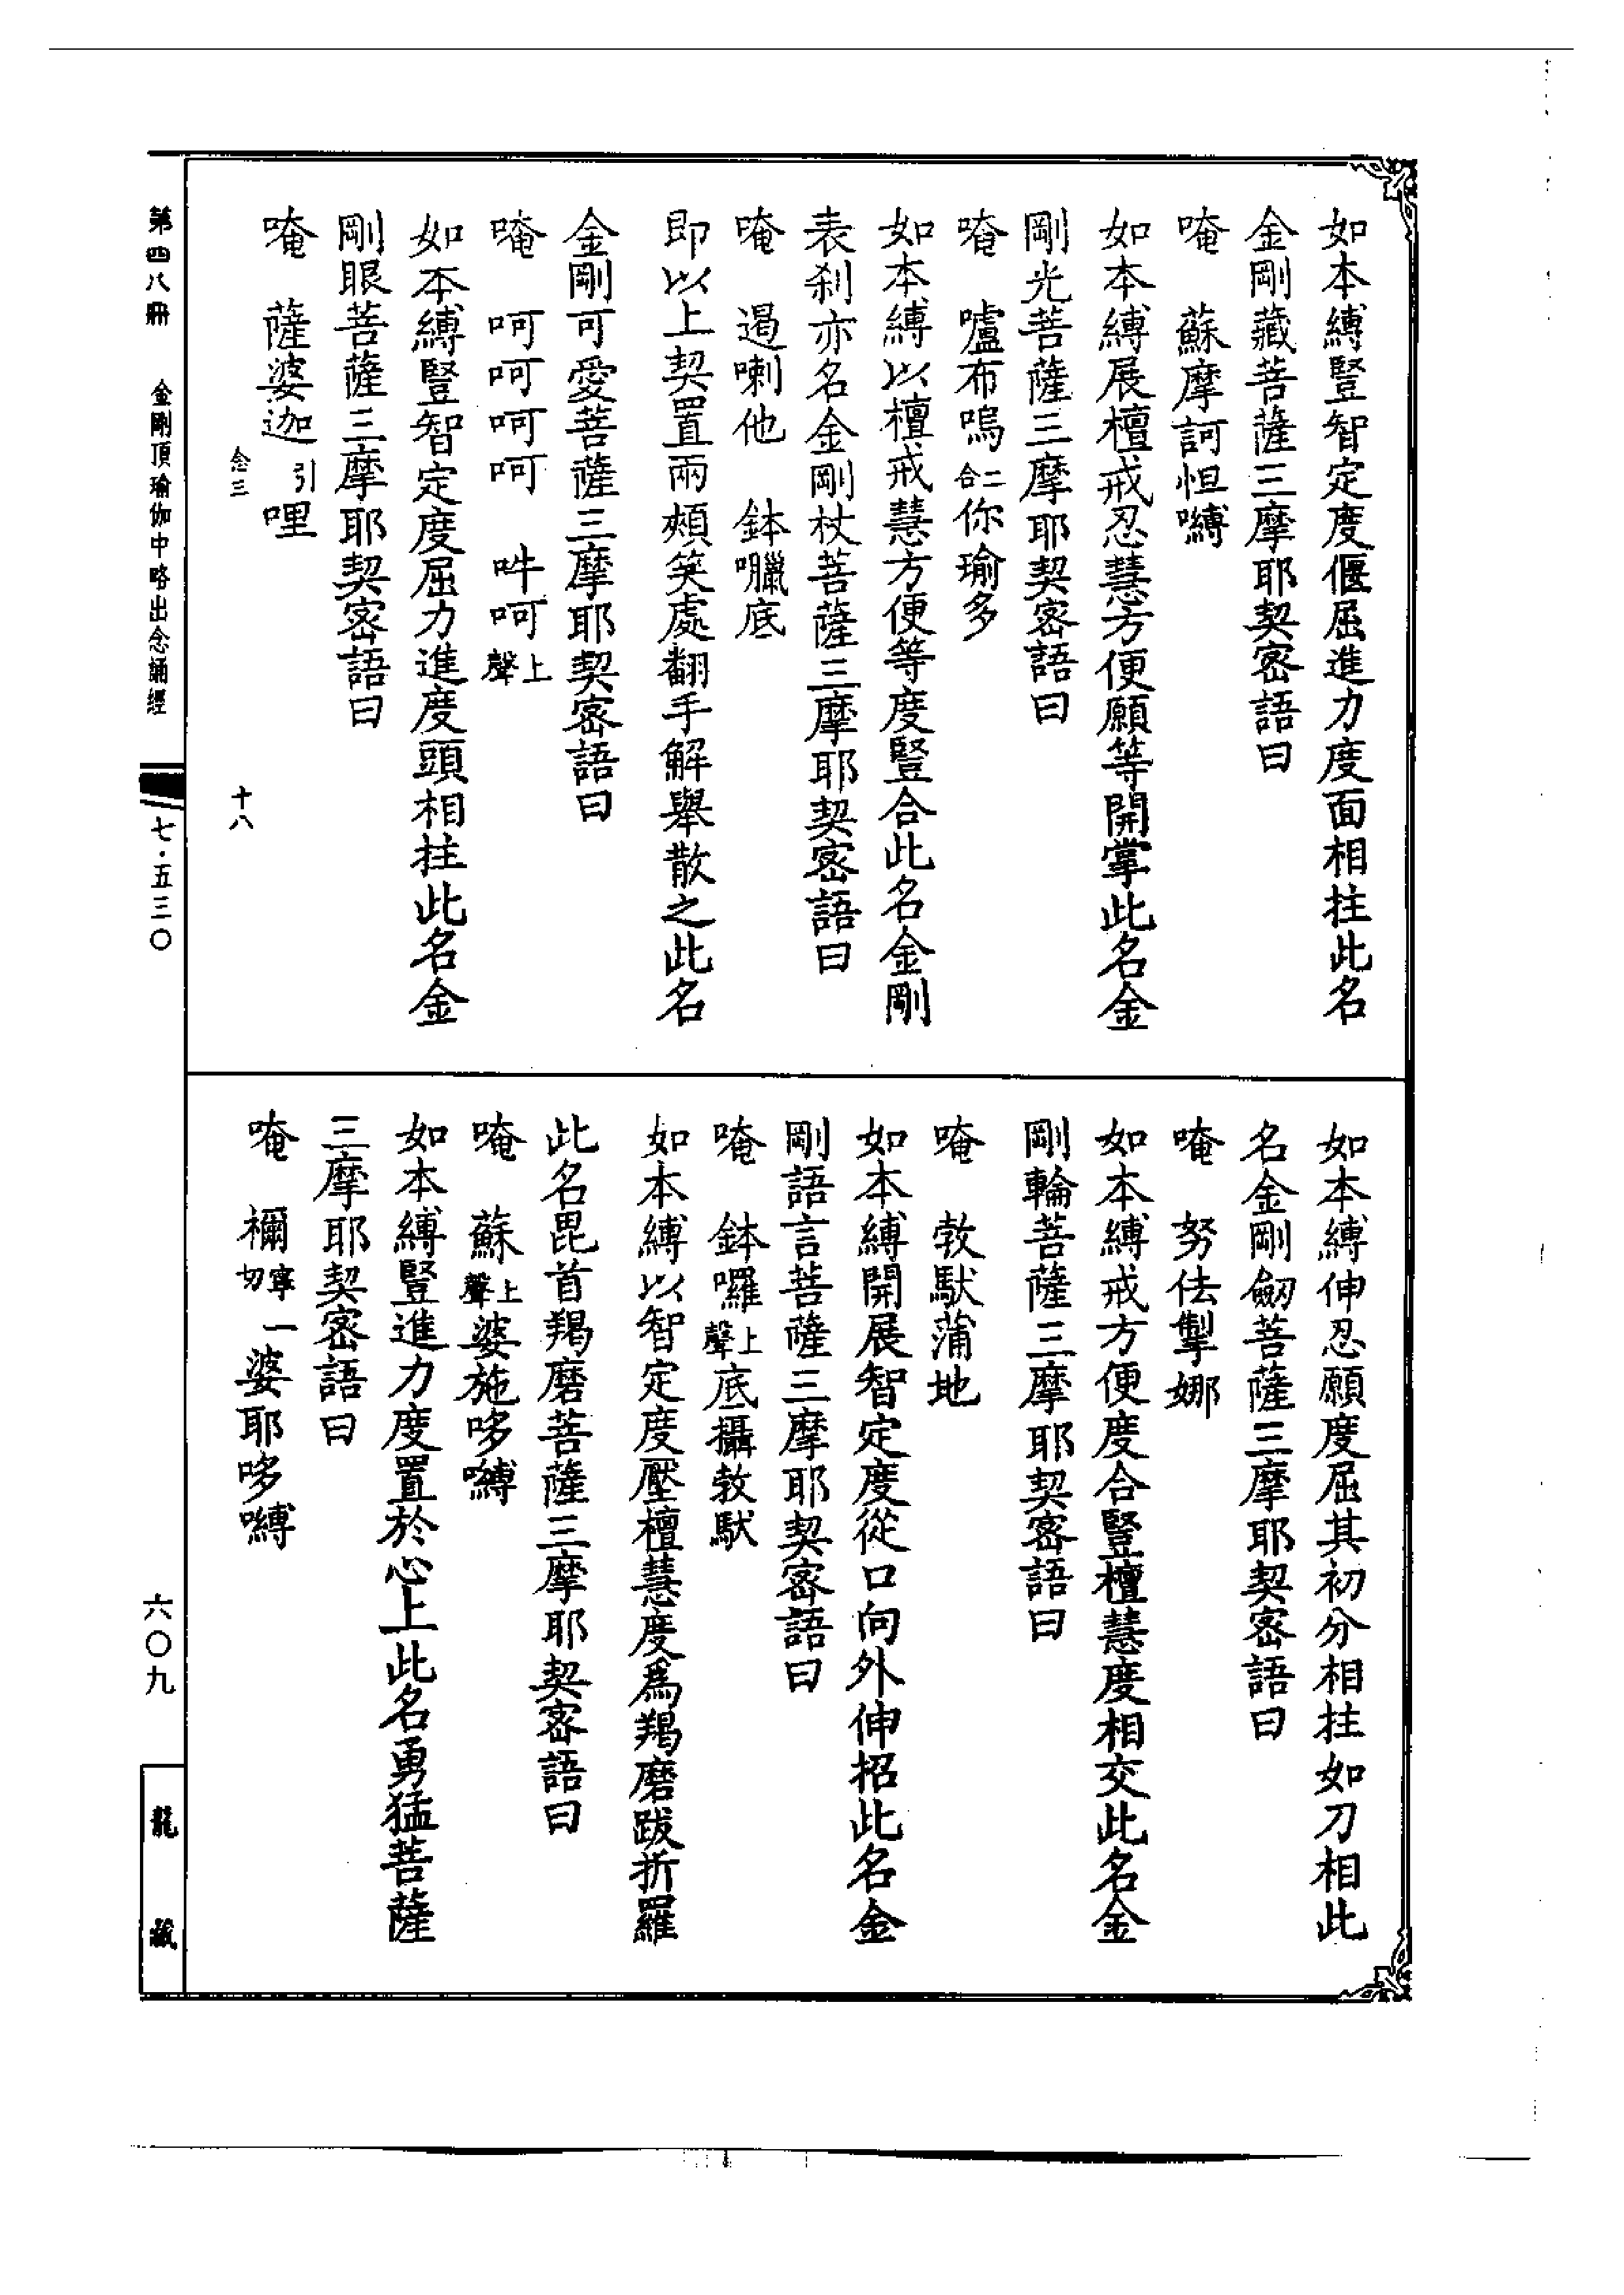 如本縛豎智定度偃屈進力度面相拄此名
金剛藏菩薩三摩耶契密語曰
唵　蘇摩訶怛嚩
如本縛展檀戒忍慧方便願等開掌此名金
剛光菩薩三摩耶契密語曰
唵　嚧布嗚二合你瑜多
如本縛以檀戒慧方便等度豎合此名金剛
表刹亦名金剛杖菩薩三摩耶契密語曰
唵　遏喇他　鉢囇底
即以上契置兩頰笑處翻手解舉散之此名
金剛可愛菩薩三摩耶契密語曰
唵　呵呵呵呵　吽呵上聲
如本縛豎智定度屈力進度頭相拄此名金
剛眼菩薩三摩耶契密語曰
唵　薩婆迦引哩
念三　十八
如本縛伸忍願度屈其初分相拄如刀相此
名金剛劔菩薩三摩耶契密語曰
唵　努佉掣娜
如本縛戒方便度合豎檀慧度相交此名金
剛輪菩薩三摩耶契密語曰
唵　敦馱蒲地
如本縛開展智定度從口向外伸招此名金
剛語言菩薩三摩耶契密語曰
唵　鉢囉上聲底攝敦馱
如本縛以智定度壓檀慧度爲羯磨跋折羅
此名毘首羯磨菩薩三摩耶契密語曰
唵　蘇上聲婆施哆嚩
如本縛豎進力度置於心上此名勇猛菩薩
三摩耶契密語曰
唵　禰寧一切婆耶哆嚩
第四八冊　金剛頂瑜伽中略出念誦經　七·五三〇　六〇九　龍藏